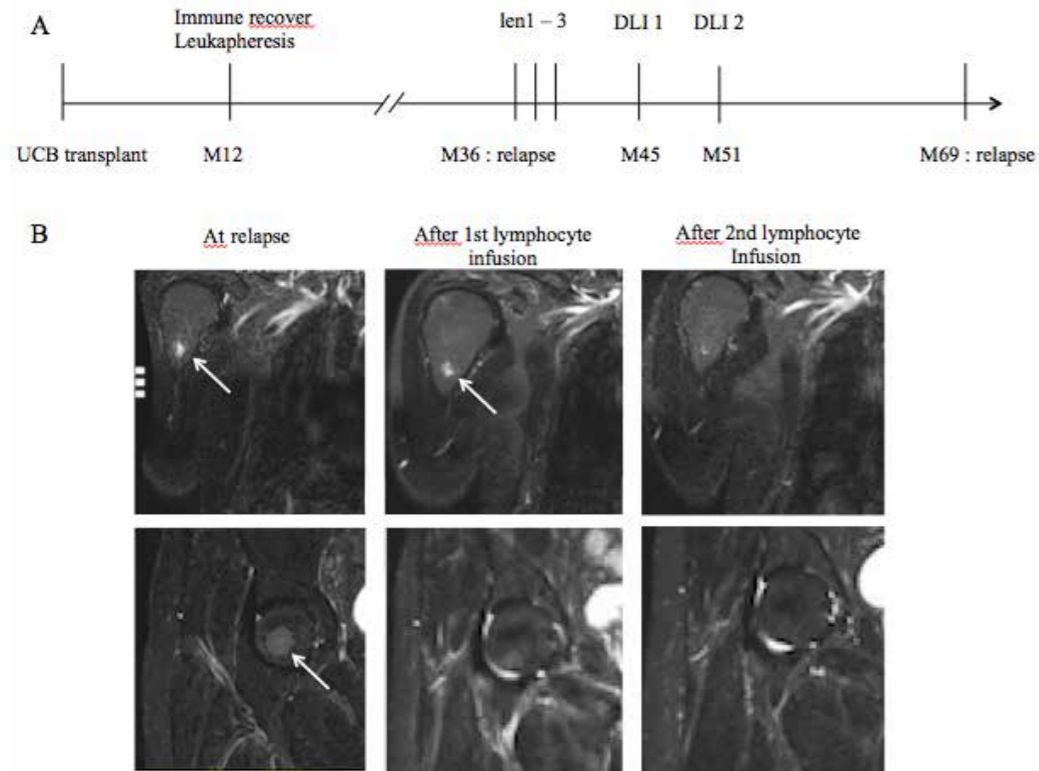 A
Immune recover
Leukapheresis
len1 – 3
DLI 1
DLI 2
UCB transplant
M12
M36 : relapse
M45
M51
M69 : relapse
B
At relapse
After 1st lymphocyte
infusion
After 2nd lymphocyte
Infusion